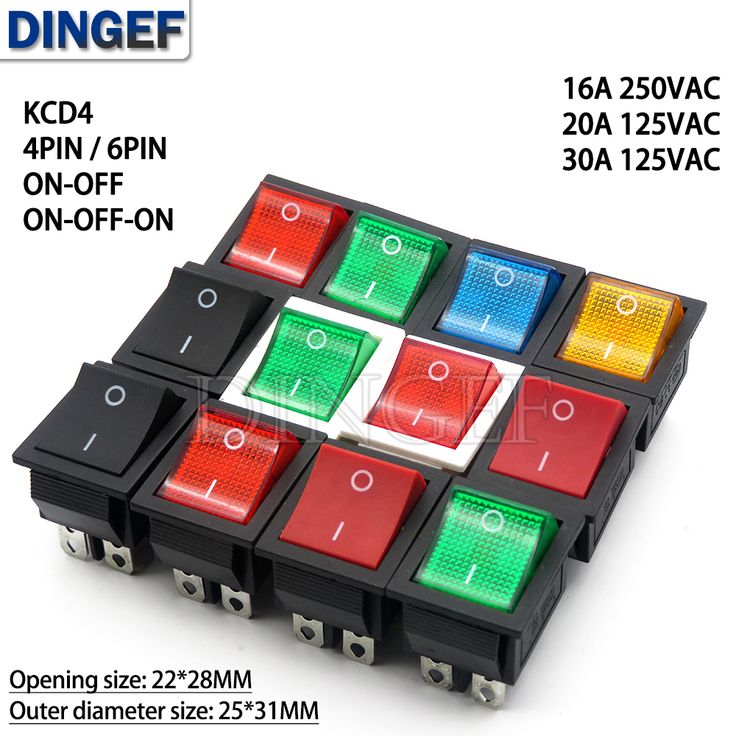 DINGEF
KCD4
4PIN / 6PIN
ON-OFF
ON-OFF-ON
16A 250VAC
20A 125VAC
30A 125VAC
DINGEF
Opening size: 22*28MM
Outer diameter size: 25*31MM